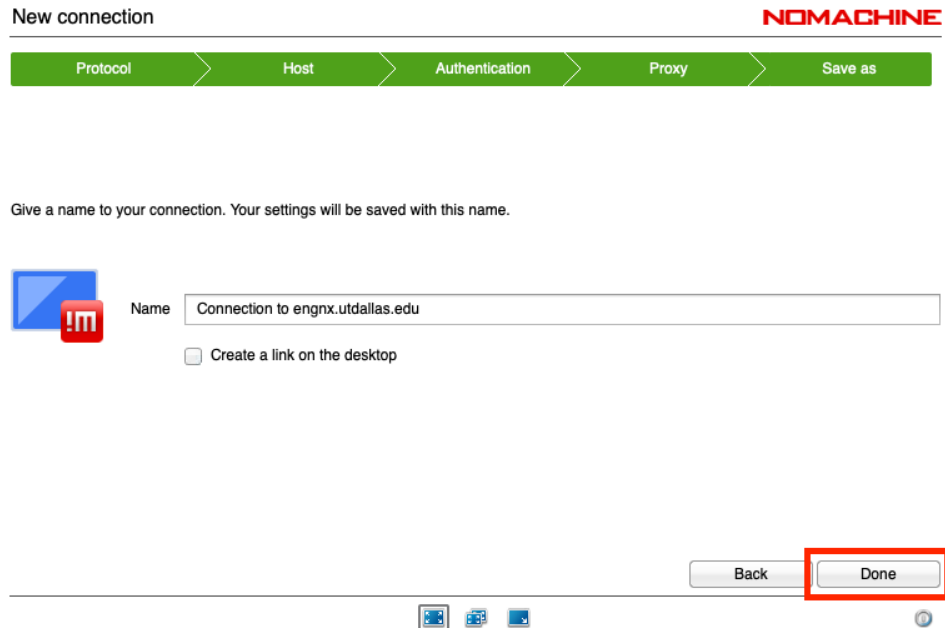 New connection
NOMACHINE
Protocol
Host
Authentication
Proxy
Save as
Give a name to your connection. Your settings will be saved with this name.
!m
Name
Connection to engnx.utdallas.edu
Create a link on the desktop
Back
Done